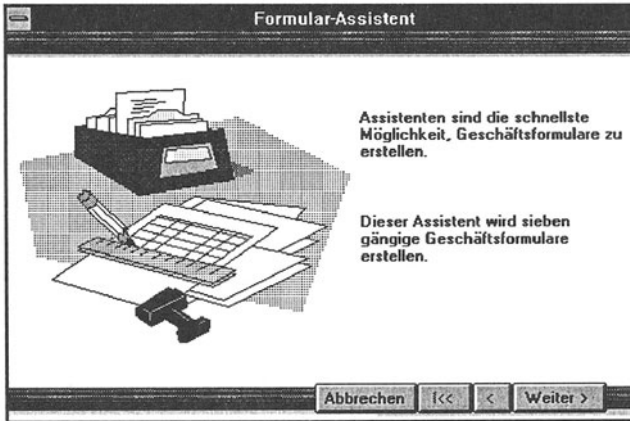 Formular-Assistent
Assistenten sind die schnellste
Möglichkeit, Geschäftsformulare zu
erstellen.
Dieser Assistent wird sieben
gängige Geschäftsformulare
erstellen.
Abbrechen I<< < Weiter >